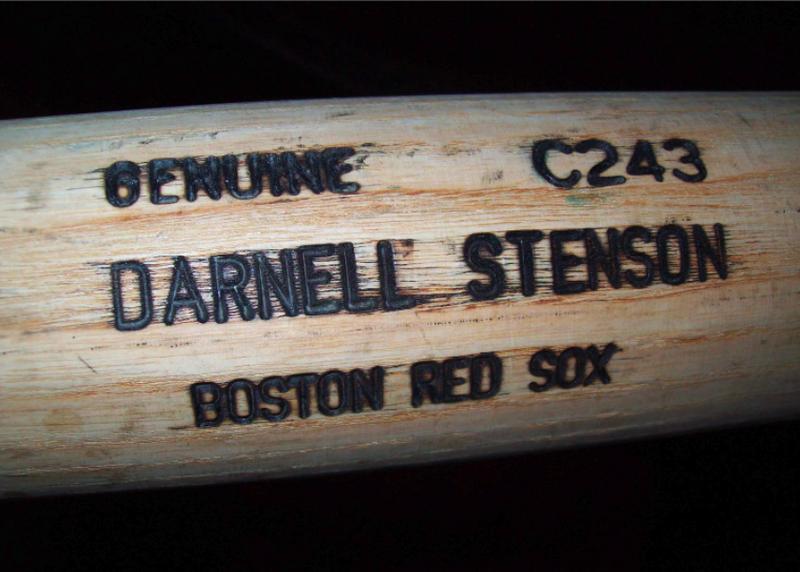 GENUINE C243
DARNELL STENSON
BOSTON RED SOX